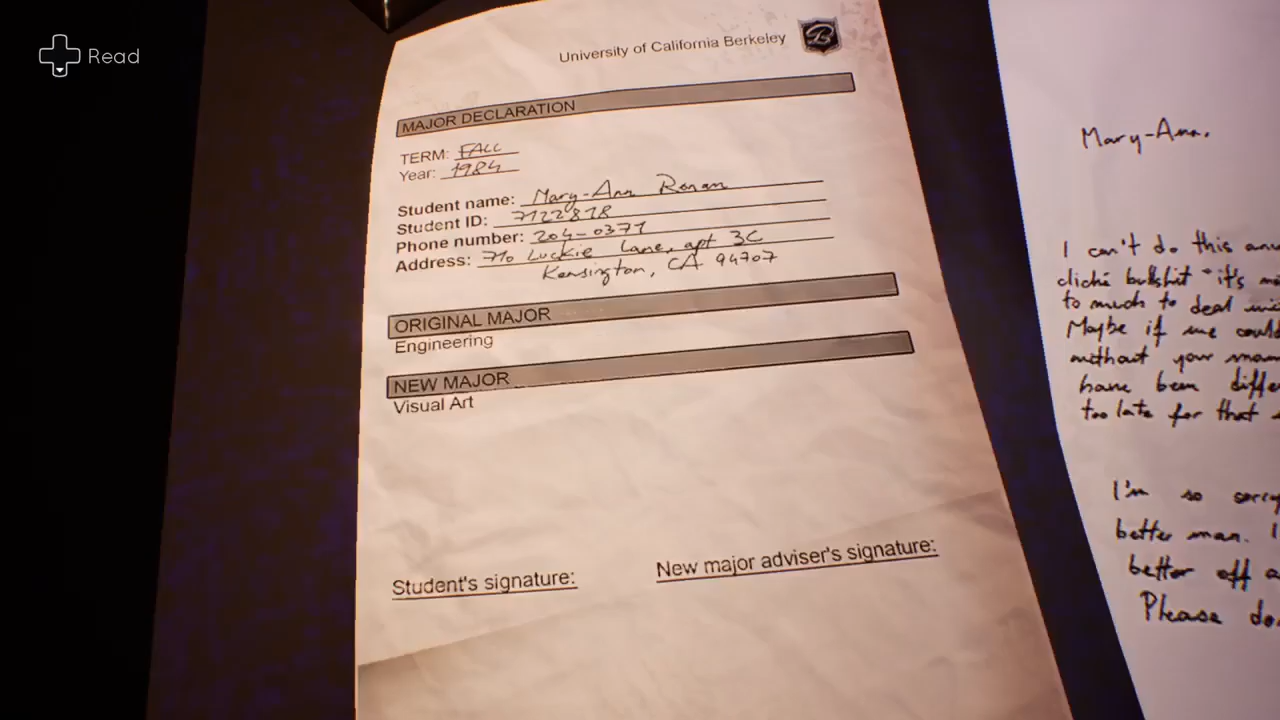 Read
University of California Berkeley
MAJOR DECLARATION
TERM: FALL
Year: 1984
Student name: Mary-Ann Ronan
Student ID: 7122818
Phone number: 204-0371
Address: 710 Luckie Lane, apt 3C
Kensington, CA 94707
ORIGINAL MAJOR
Engineering
NEW MAJOR
Visual Art
Student's signature:
New major adviser's signature:
Mary-Ann.
I can't do this
cliché bullshit "it's
to much to deal
Maybe if we
without your
have been
too late for that
I'm so
better man.
better off
Please